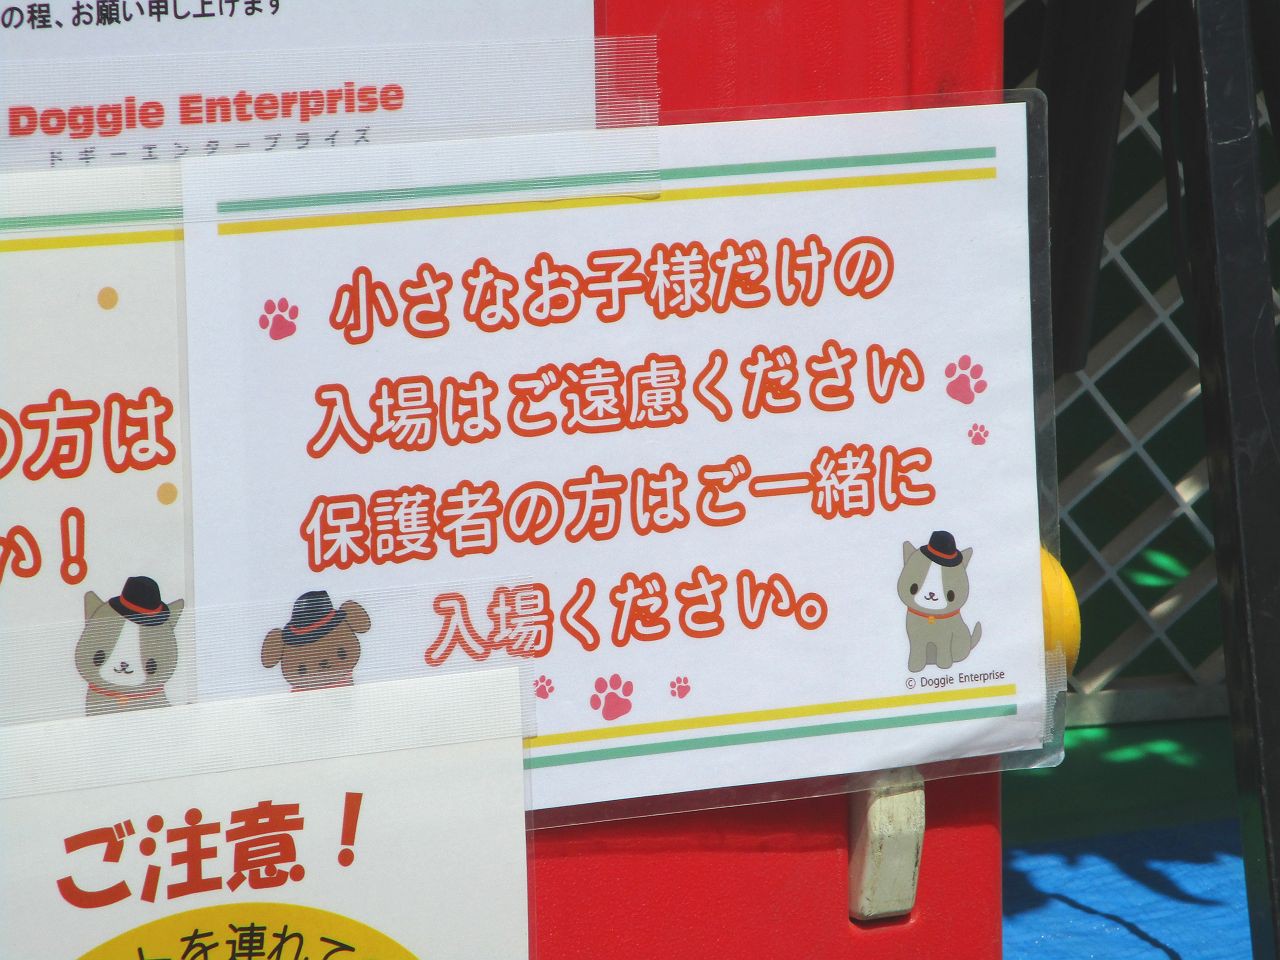 の程、お願い申し上げます
Doggie Enterprise
ドギーエンタープライズ
小さなお子様だけの
入場はご遠慮ください
保護者の方はご一緒に
入場ください。
© Doggie Enterprise
の方は
い！
ご注意！
トを連れて